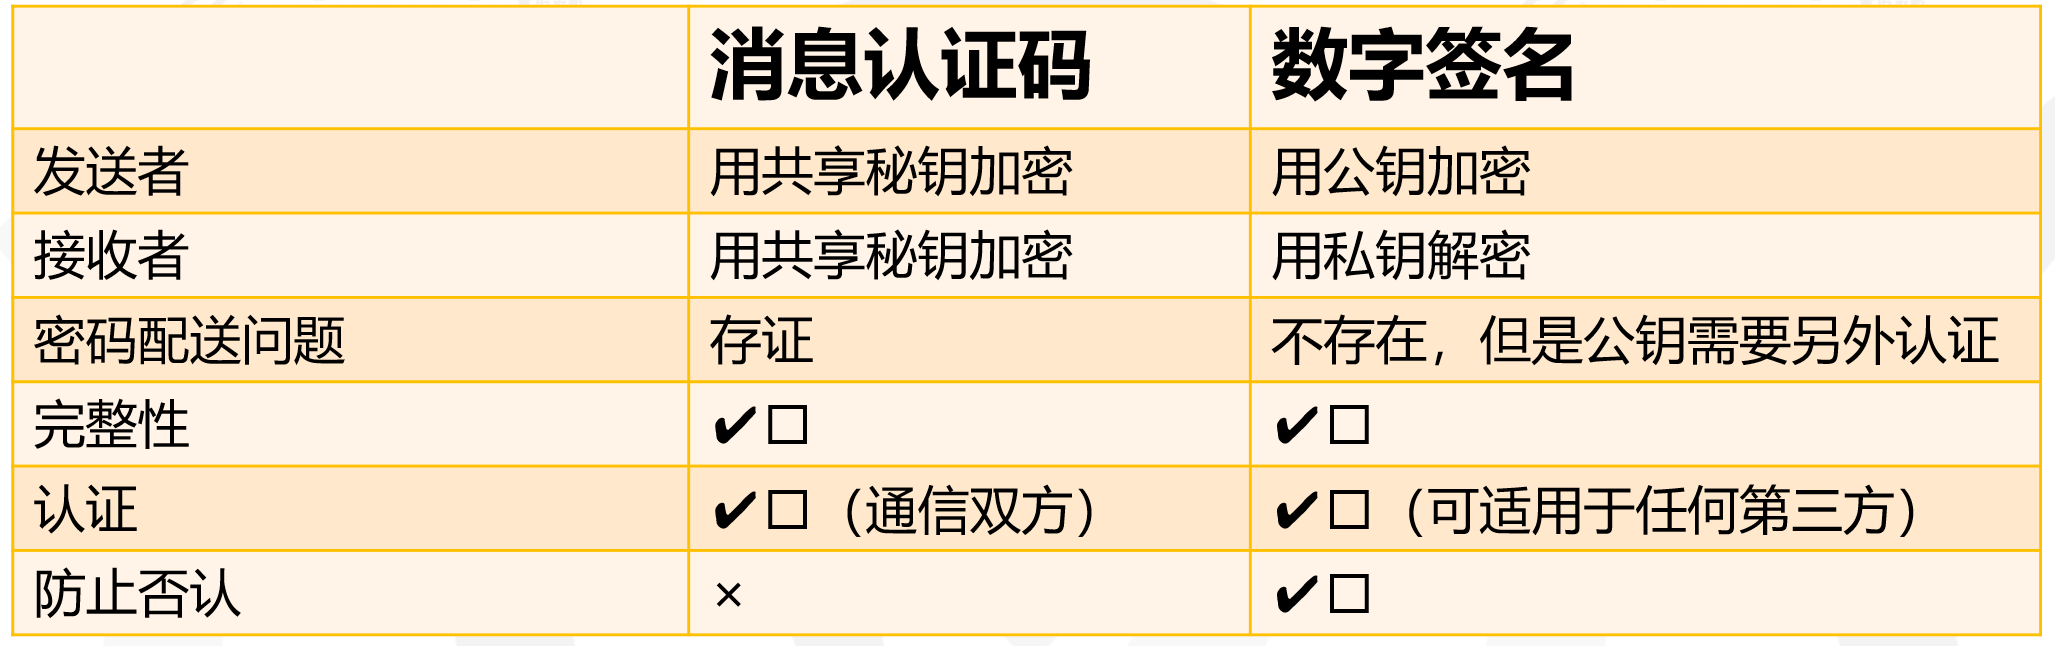 消息认证码 数字签名
发送者 用共享秘钥加密 用公钥加密
接收者 用共享秘钥加密 用私钥解密
密码配送问题 存证 不存在，但是公钥需要另外认证
完整性 ✔□ ✔□
认证 ✔□（通信双方） ✔□（可适用于任何第三方）
防止否认 × ✔□